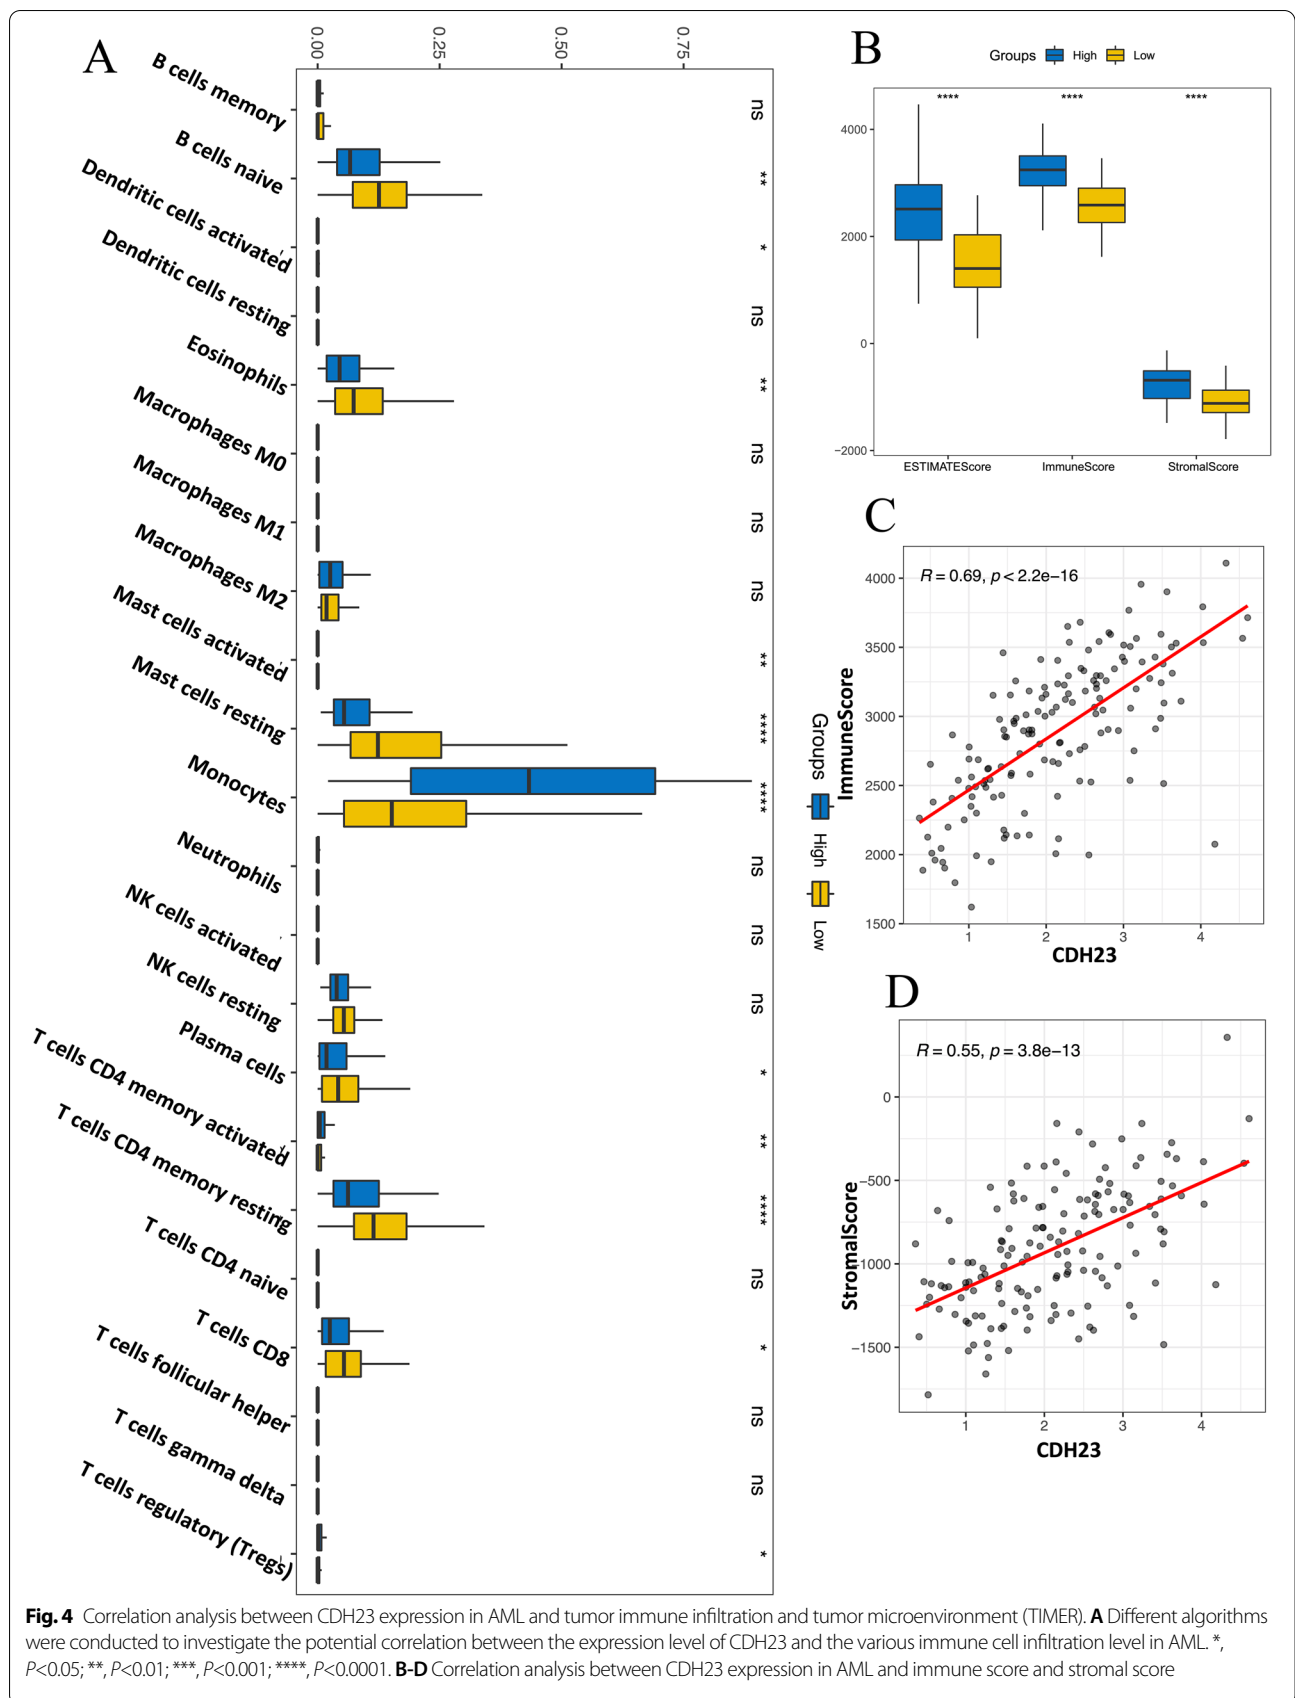 A
0.00
0.25
0.50
0.75
B cells memory
ns
B cells naive
**
Dendritic cells activated
*
Dendritic cells resting
ns
Eosinophils
**
Macrophages M0
ns
Macrophages M1
ns
Macrophages M2
ns
Mast cells activated
**
Mast cells resting
****
Monocytes
****
Neutrophils
ns
NK cells activated
ns
NK cells resting
ns
Plasma cells
*
T cells CD4 memory activated
**
T cells CD4 memory resting
****
T cells CD4 naive
ns
T cells CD8
*
T cells follicular helper
ns
T cells gamma delta
ns
T cells regulatory (Tregs)
*
Groups High Low
B
Groups High Low
**** **** ****
4000
2000
0
−2000
ESTIMATEScore ImmuneScore StromalScore
C
R = 0.69, p < 2.2e−16
ImmuneScore
4000
3500
3000
2500
2000
1500
1 2 3 4
CDH23
D
R = 0.55, p = 3.8e−13
StromalScore
0
−500
−1000
−1500
1 2 3 4
CDH23
Fig. 4 Correlation analysis between CDH23 expression in AML and tumor immune infiltration and tumor microenvironment (TIMER). A Different algorithms
were conducted to investigate the potential correlation between the expression level of CDH23 and the various immune cell infiltration level in AML. *,
P<0.05; **, P<0.01; ***, P<0.001; ****, P<0.0001. B-D Correlation analysis between CDH23 expression in AML and immune score and stromal score